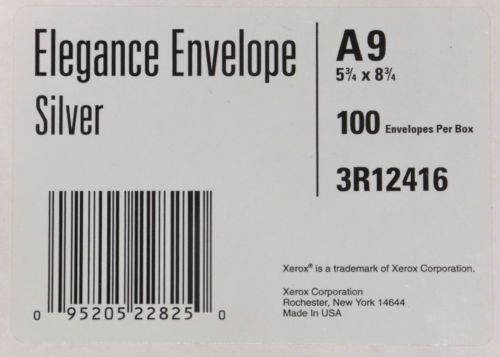 Elegance Envelope
Silver
A9
5¾ x 8¾
100 Envelopes Per Box
3R12416
Xerox® is a trademark of Xerox Corporation.
Xerox Corporation
Rochester, New York 14644
Made In USA
0 95205 22825 0